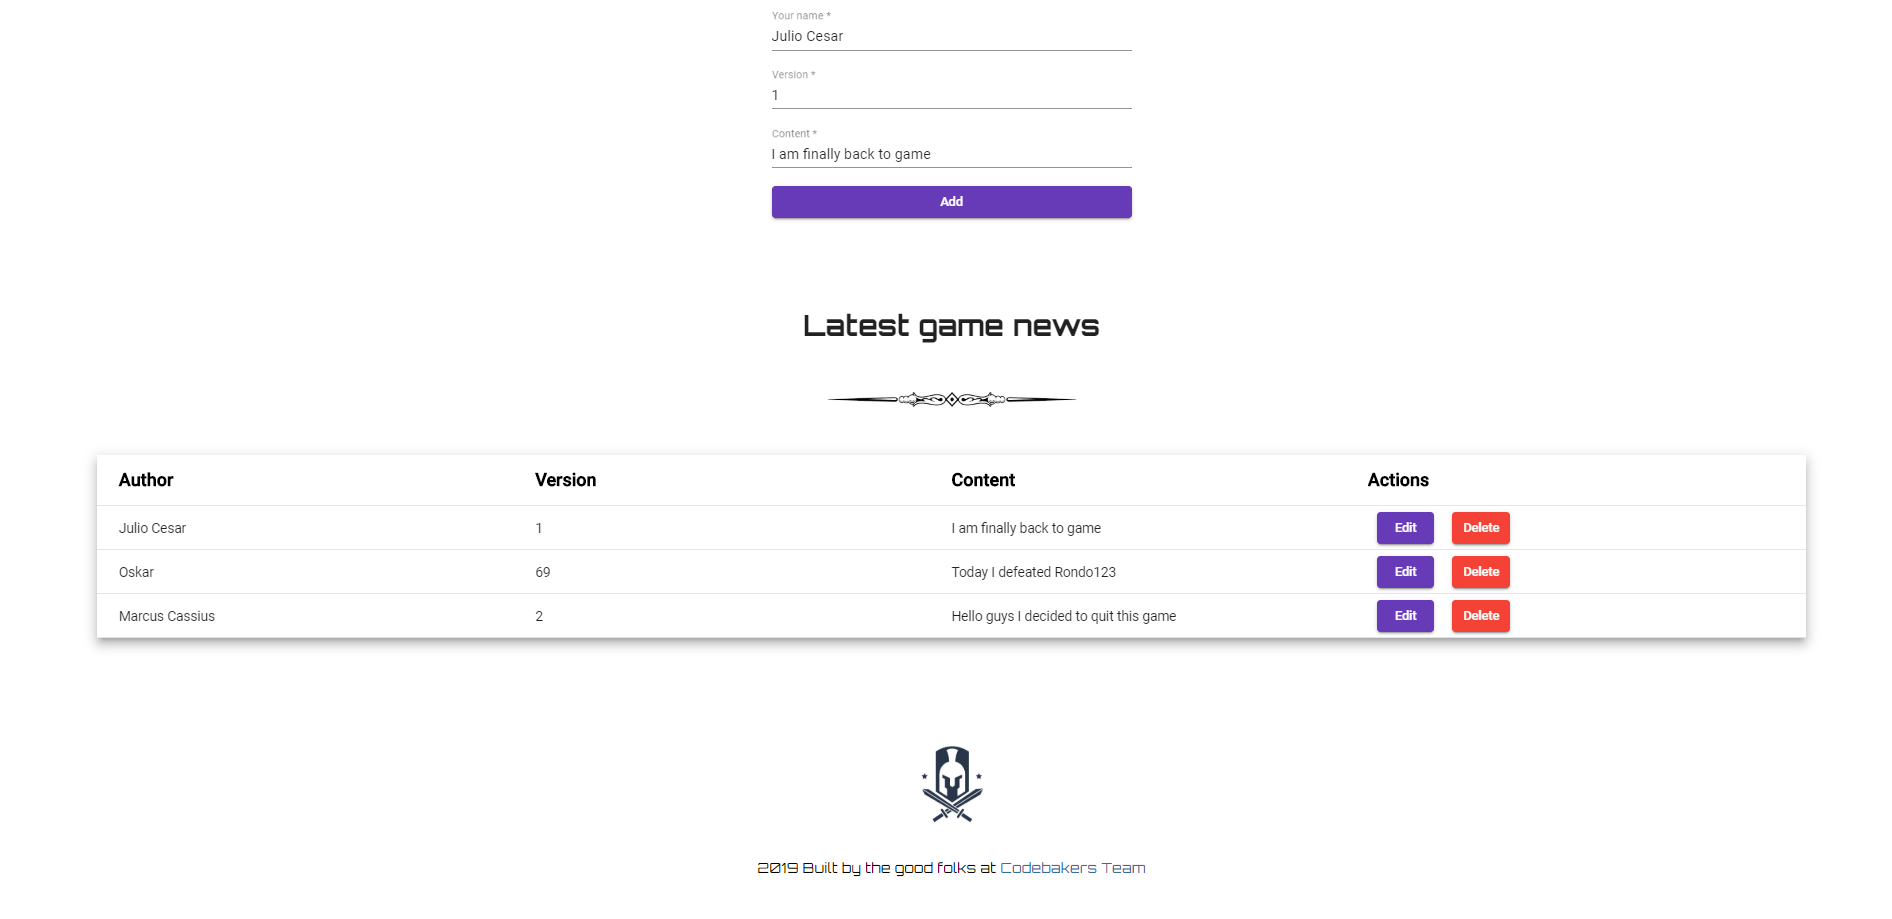 Your name *
Julio Cesar
Version *
1
Content *
I am finally back to game
Add
Latest game news
Author Version Content Actions
Julio Cesar 1 I am finally back to game Edit Delete
Oskar 69 Today I defeated Rondo123 Edit Delete
Marcus Cassius 2 Hello guys I decided to quit this game Edit Delete
2019 Built by the good folks at Codebakers Team